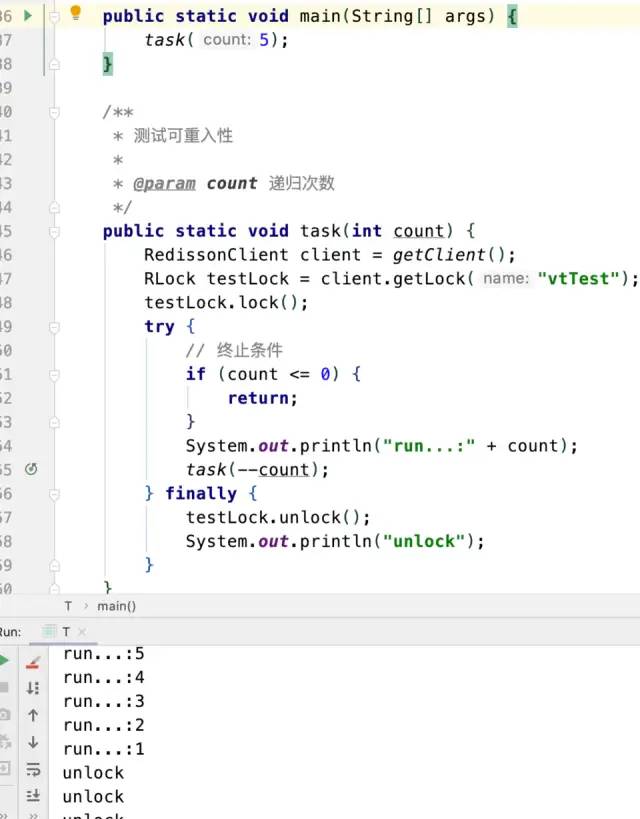 36 public static void main(String[] args) {
37 task( count: 5);
38 }
39
40 /**
41 * 测试可重入性
42 *
43 * @param count 递归次数
44 */
45 public static void task(int count) {
46 RedissonClient client = getClient();
47 RLock testLock = client.getLock( name: "vtTest");
48 testLock.lock();
49 try {
50 // 终止条件
51 if (count <= 0) {
52 return;
53 }
54 System.out.println("run...:" + count);
55 task(--count);
56 } finally {
57 testLock.unlock();
58 System.out.println("unlock");
59 }
60 }
T › main()
Run: T ×
run...:5
run...:4
run...:3
run...:2
run...:1
unlock
unlock
unlock